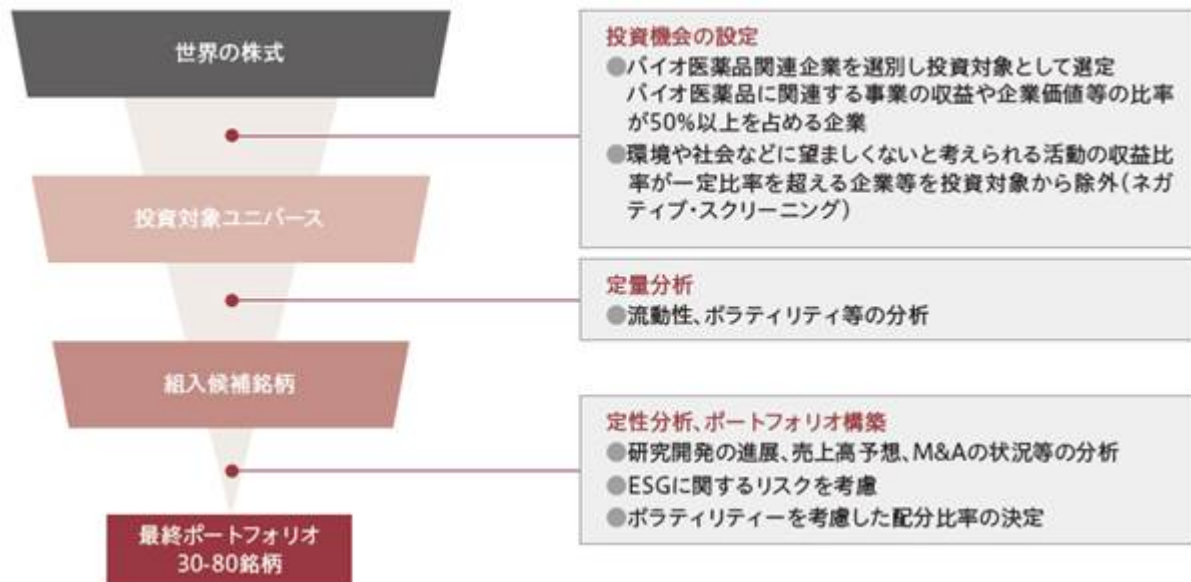 世界の株式
投資機会の設定
●バイオ医薬品関連企業を選別し投資対象として選定
バイオ医薬品に関連する事業の収益や企業価値等の比率
が50%以上を占める企業
●環境や社会などに望ましくないと考えられる活動の収益比
率が一定比率を超える企業等を投資対象から除外(ネガ
ティブ・スクリーニング)
投資対象ユニバース
定量分析
●流動性、ボラティリティ等の分析
組入候補銘柄
定性分析、ポートフォリオ構築
●研究開発の進展、売上高予想、M&Aの状況等の分析
●ESGに関するリスクを考慮
●ボラティリティーを考慮した配分比率の決定
最終ポートフォリオ
30-80銘柄